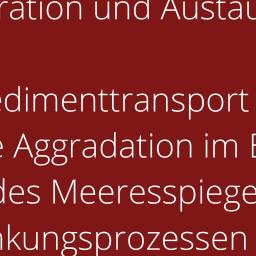 ration und Austau
edimenttransport
e Aggradation im E
des Meeresspiege
nkungsprozessen